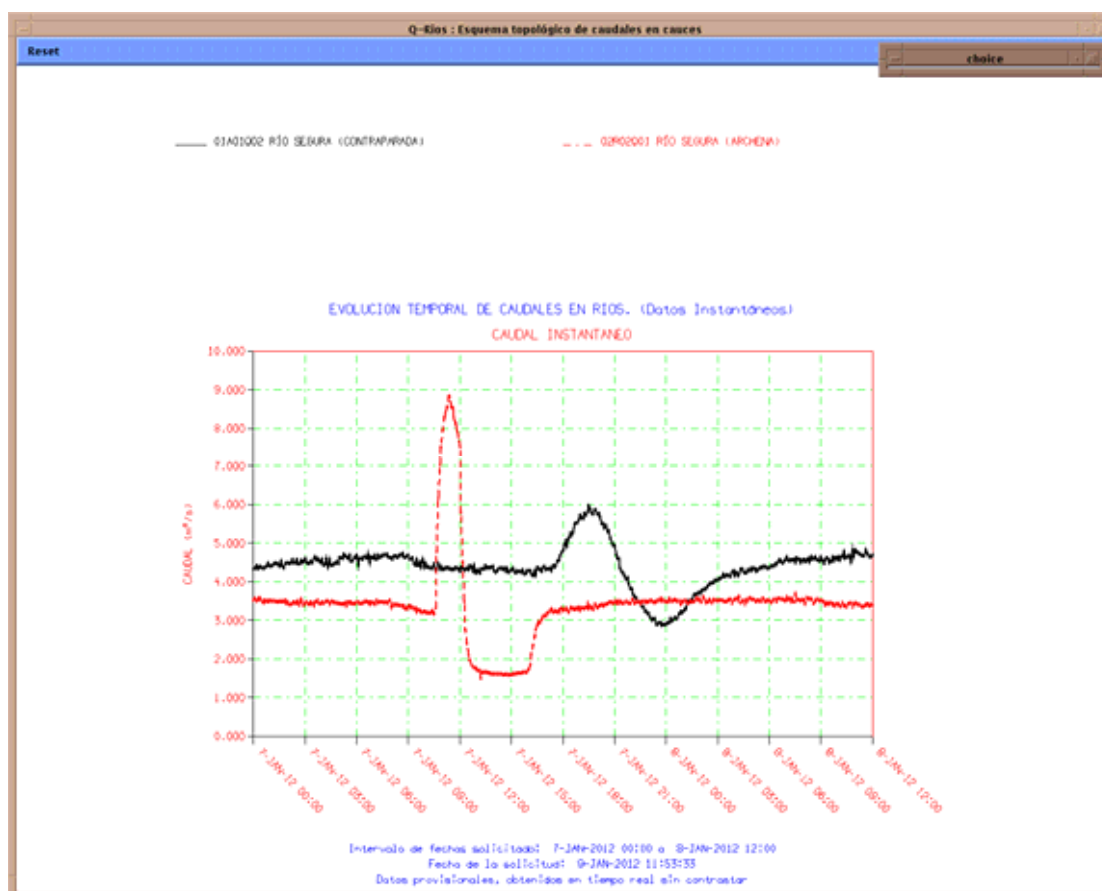 Q-Rios : Esquema topológico de caudales en cauces
Reset
choice
01A01Q02 RÍO SEGURA (CONTRAPARADA)
02R02Q01 RÍO SEGURA (ARCHENA)
EVOLUCION TEMPORAL DE CAUDALES EN RIOS. (Datos Instantáneos)
CAUDAL INSTANTANEO
10.000
9.000
8.000
7.000
6.000
5.000
4.000
3.000
2.000
1.000
0.000
CAUDAL (m³/s)
7-JAN-12 00:00
7-JAN-12 03:00
7-JAN-12 06:00
7-JAN-12 09:00
7-JAN-12 12:00
7-JAN-12 15:00
7-JAN-12 18:00
7-JAN-12 21:00
8-JAN-12 00:00
8-JAN-12 03:00
8-JAN-12 06:00
8-JAN-12 09:00
8-JAN-12 12:00
Intervalo de fechas solicitado: 7-JAN-2012 00:00 a 8-JAN-2012 12:00
Fecha de la solicitud: 9-JAN-2012 11:53:33
Datos provisionales, obtenidos en tiempo real sin contrastar